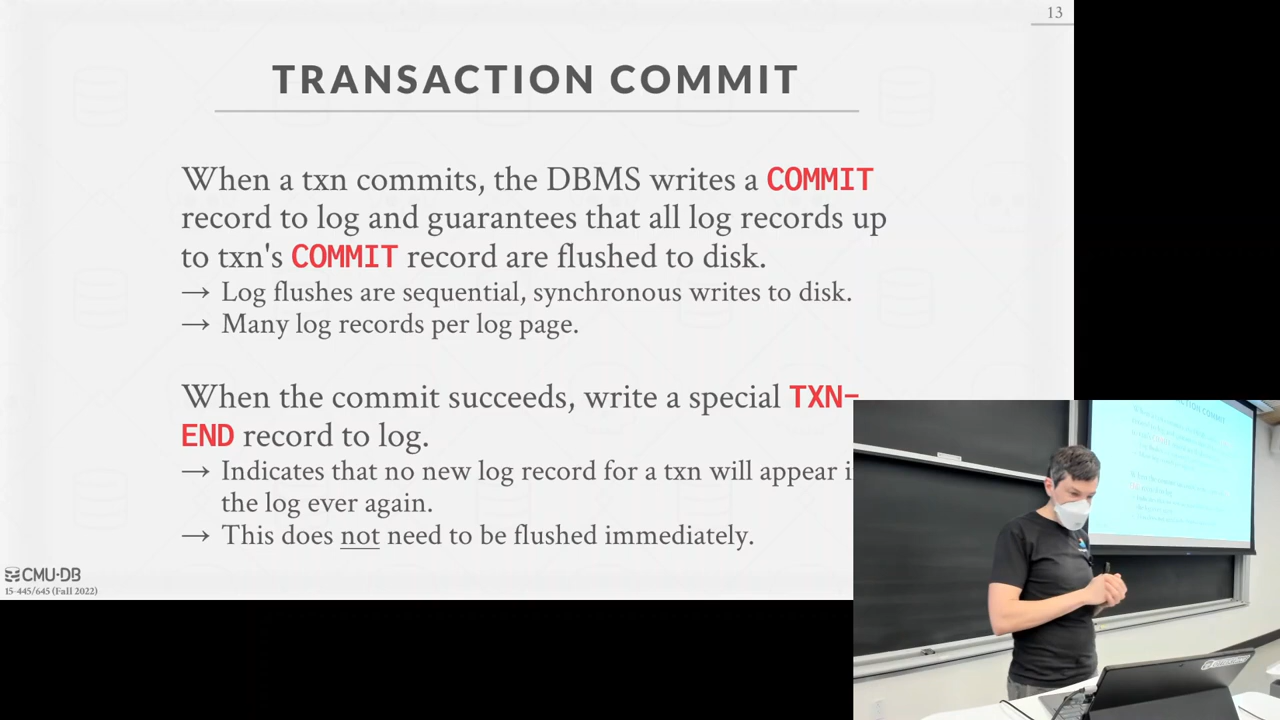 13
TRANSACTION COMMIT
When a txn commits, the DBMS writes a COMMIT
record to log and guarantees that all log records up
to txn's COMMIT record are flushed to disk.
→ Log flushes are sequential, synchronous writes to disk.
→ Many log records per log page.
When the commit succeeds, write a special TXN-
END record to log.
→ Indicates that no new log record for a txn will appear i
the log ever again.
→ This does not need to be flushed immediately.
CMU·DB
15-445/645 (Fall 2022)